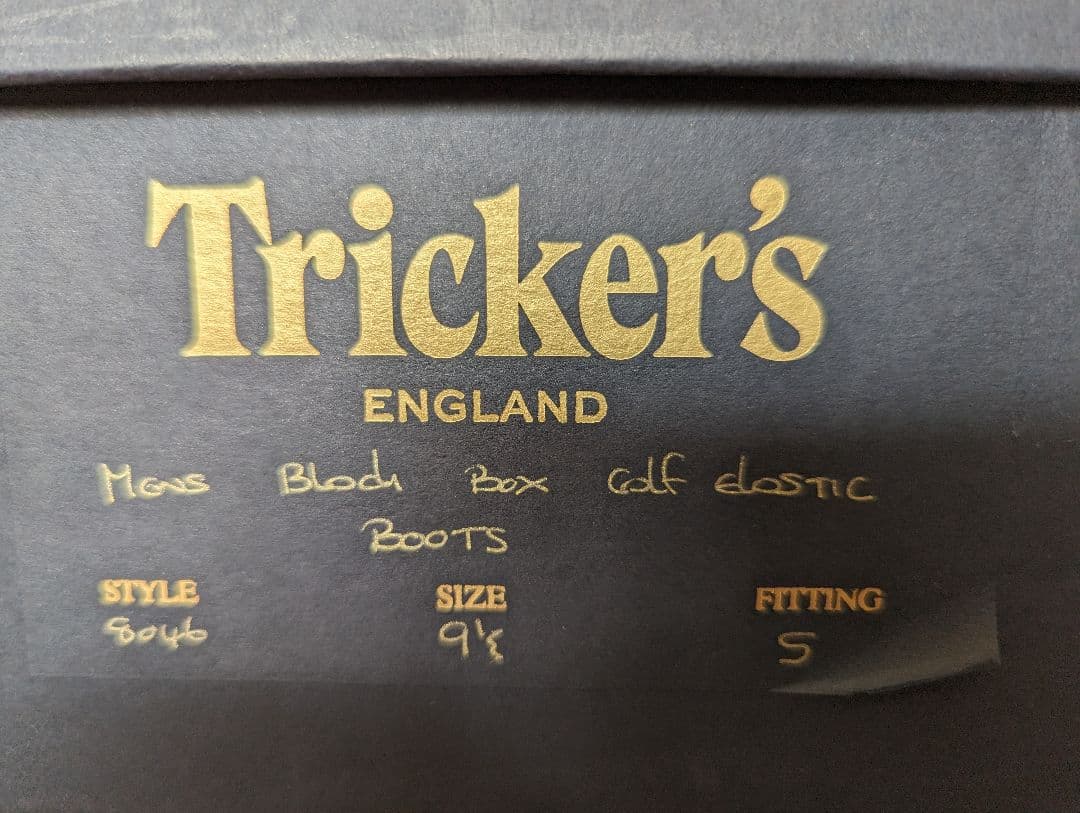 Tricker's
ENGLAND
Mens Black Box Calf elastic
BOOTS
STYLE SIZE FITTING
8046 9½ 5